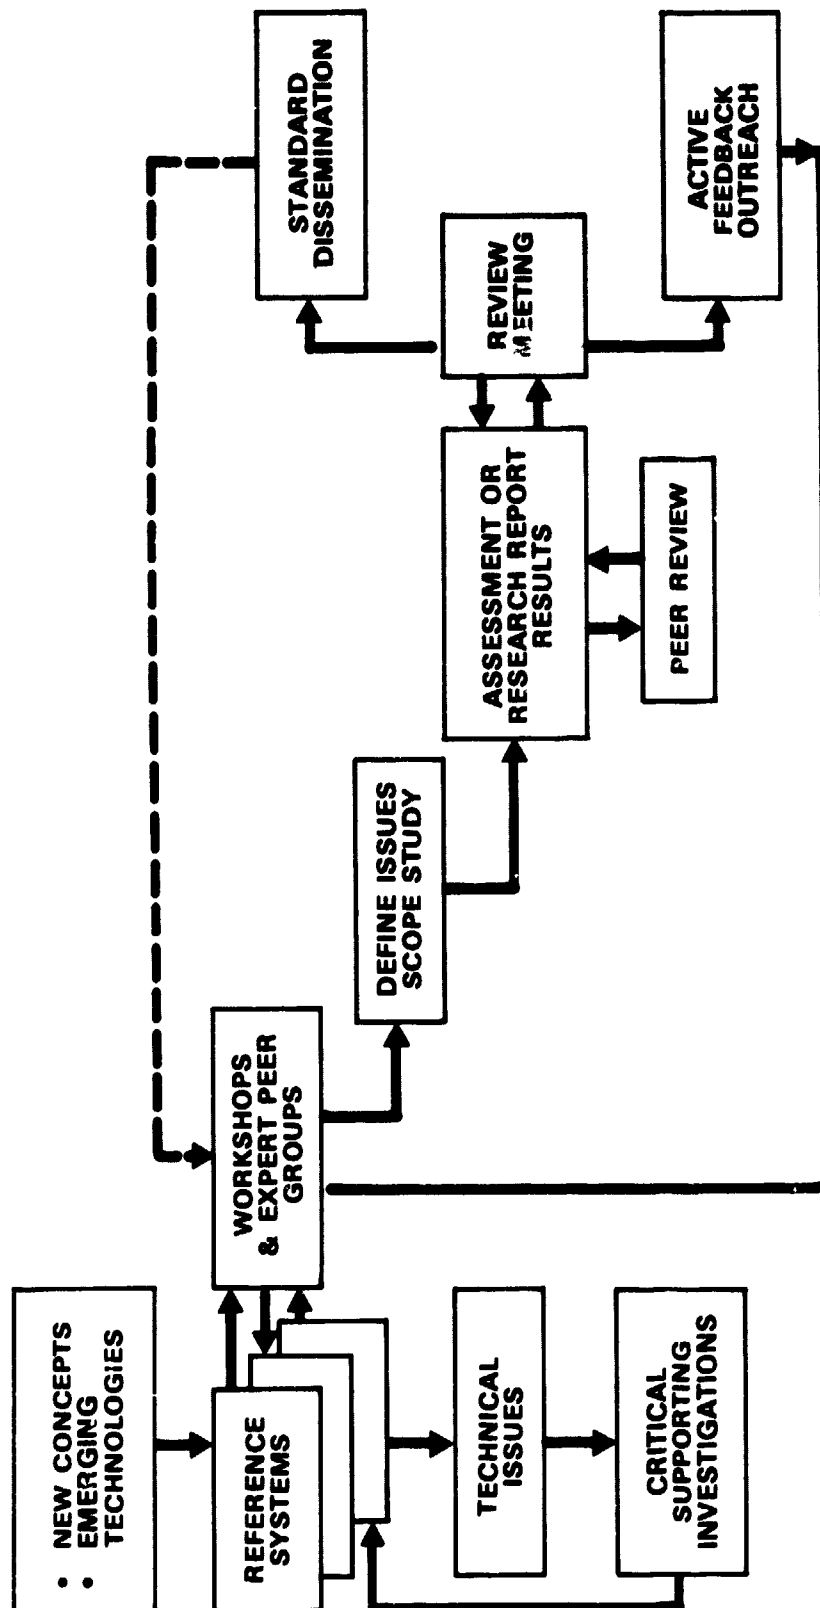 • NEW CONCEPTS
• EMERGING
TECHNOLOGIES
REFERENCE
SYSTEMS
TECHNICAL
ISSUES
CRITICAL
SUPPORTING
INVESTIGATIONS
WORKSHOPS
& EXPERT PEER
GROUPS
DEFINE ISSUES
SCOPE STUDY
ASSESSMENT OR
RESEARCH REPORT
RESULTS
PEER REVIEW
REVIEW
MEETING
STANDARD
DISSEMINATION
ACTIVE
FEEDBACK
OUTREACH